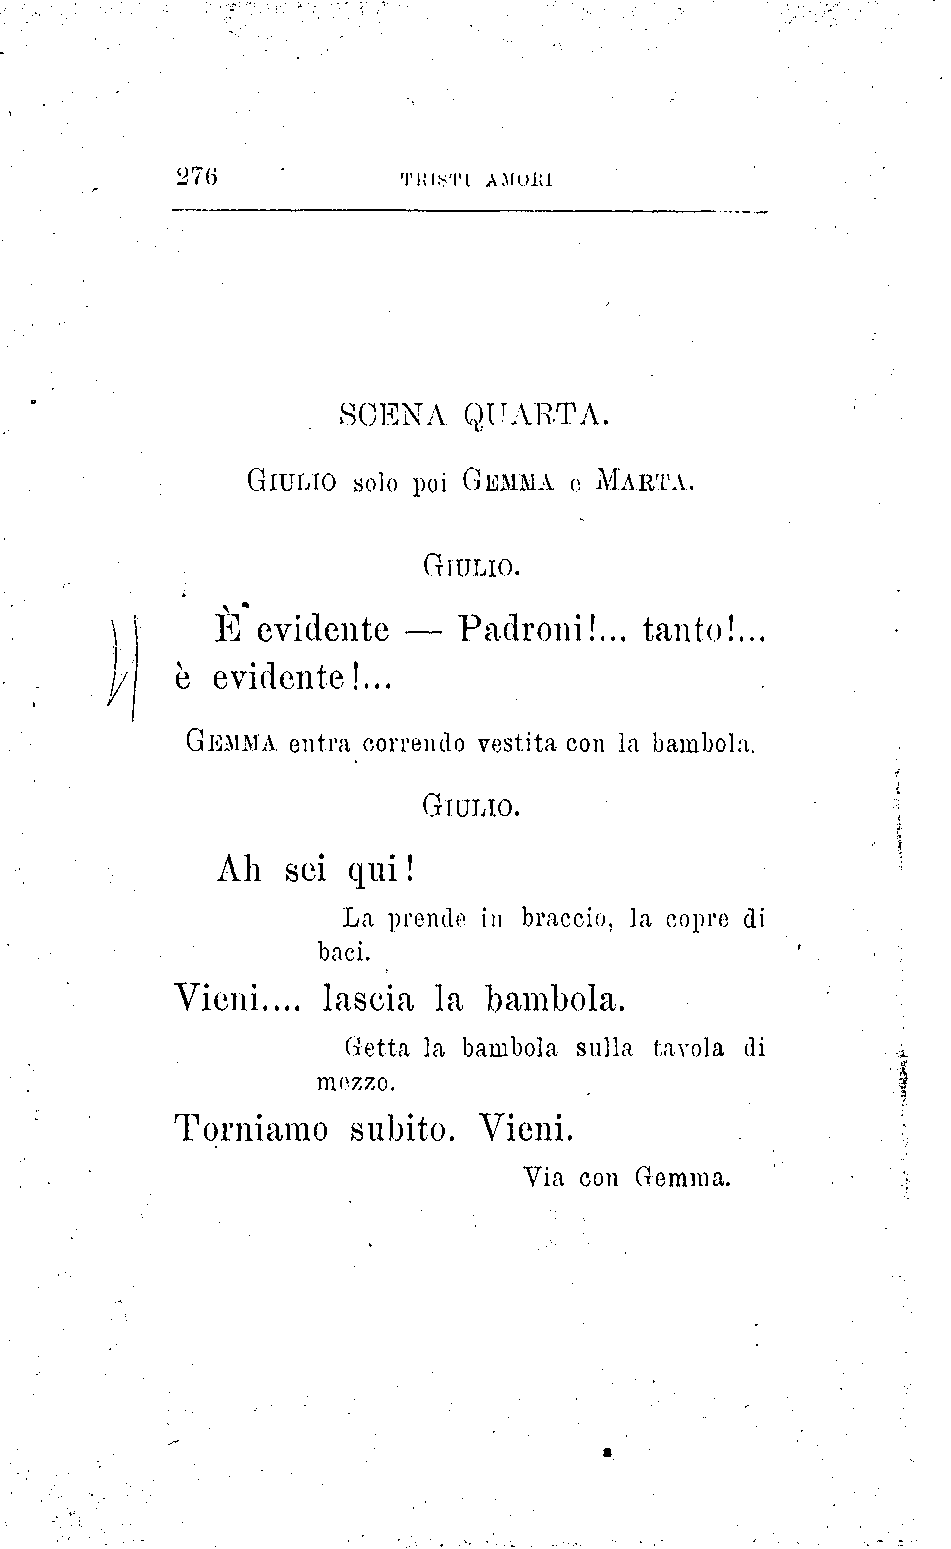 276 TRISTI AMORI
SCENA QUARTA.
GIULIO solo poi GEMMA e MARTA.
GIULIO.
È evidente — Padroni!... tanto!...
è evidente!...
GEMMA entra correndo vestita con la bambola.
GIULIO.
Ah sei qui!
La prende in braccio, la copre di
baci.
Vieni.... lascia la bambola.
Getta la bambola sulla tavola di
mezzo.
Torniamo subito. Vieni.
Via con Gemma.